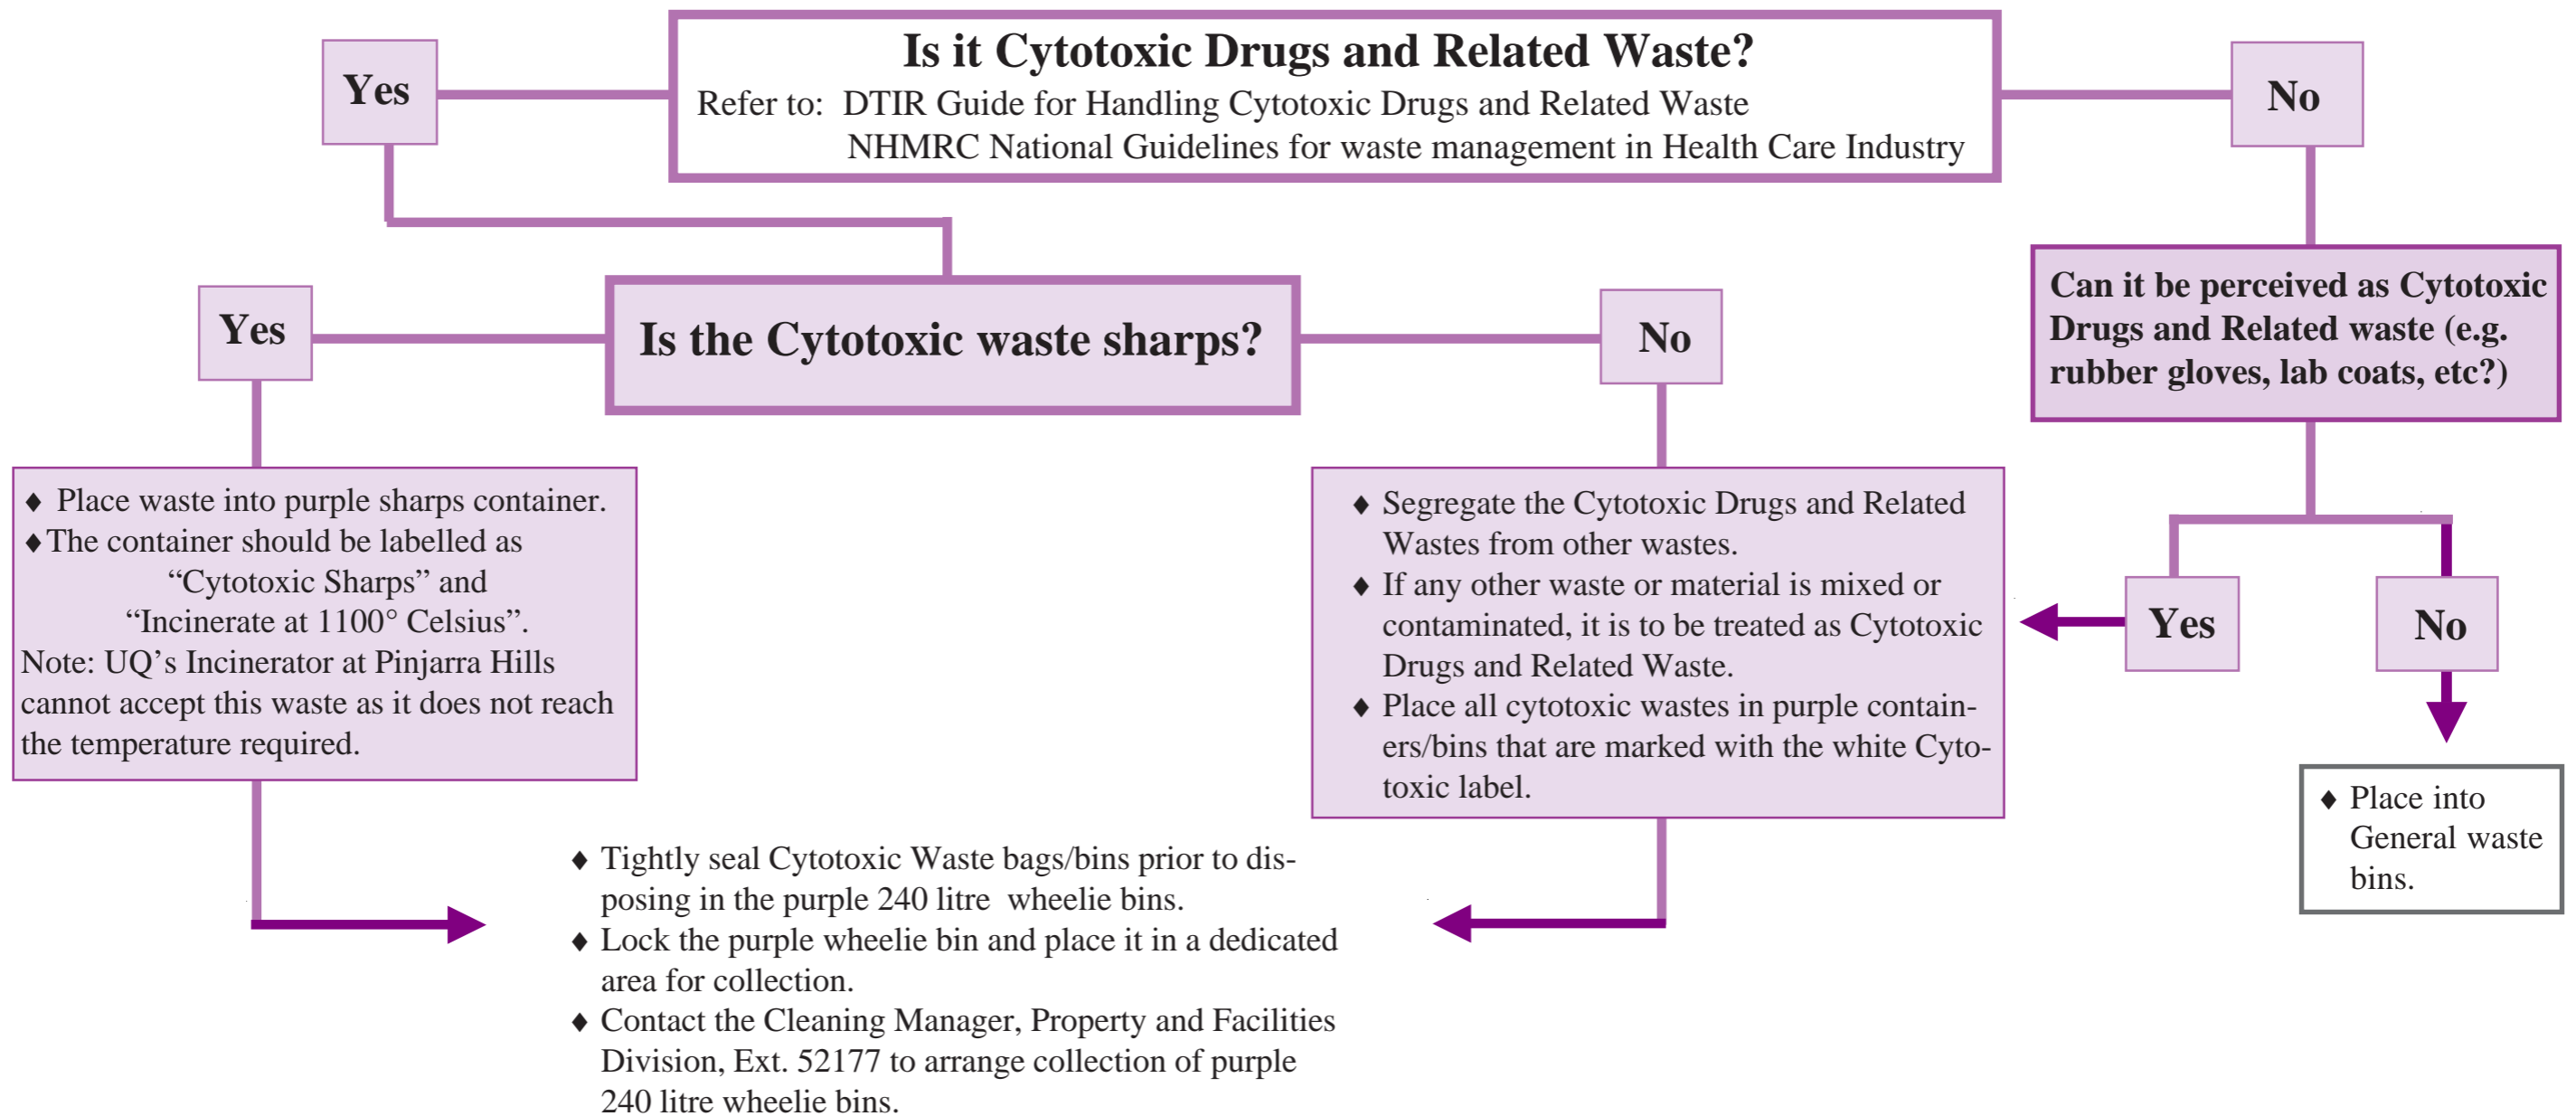 Is it Cytotoxic Drugs and Related Waste?
Refer to: DTIR Guide for Handling Cytotoxic Drugs and Related Waste
NHMRC National Guidelines for waste management in Health Care Industry
Yes
No
Is the Cytotoxic waste sharps?
Yes
No
Can it be perceived as Cytotoxic
Drugs and Related waste (e.g.
rubber gloves, lab coats, etc?)
♦ Place waste into purple sharps container.
♦The container should be labelled as
“Cytotoxic Sharps” and
“Incinerate at 1100° Celsius”.
Note: UQ’s Incinerator at Pinjarra Hills
cannot accept this waste as it does not reach
the temperature required.
♦ Segregate the Cytotoxic Drugs and Related
Wastes from other wastes.
♦ If any other waste or material is mixed or
contaminated, it is to be treated as Cytotoxic
Drugs and Related Waste.
♦ Place all cytotoxic wastes in purple contain-
ers/bins that are marked with the white Cyto-
toxic label.
Yes
No
♦ Place into
General waste
bins.
♦ Tightly seal Cytotoxic Waste bags/bins prior to dis-
posing in the purple 240 litre wheelie bins.
♦ Lock the purple wheelie bin and place it in a dedicated
area for collection.
♦ Contact the Cleaning Manager, Property and Facilities
Division, Ext. 52177 to arrange collection of purple
240 litre wheelie bins.